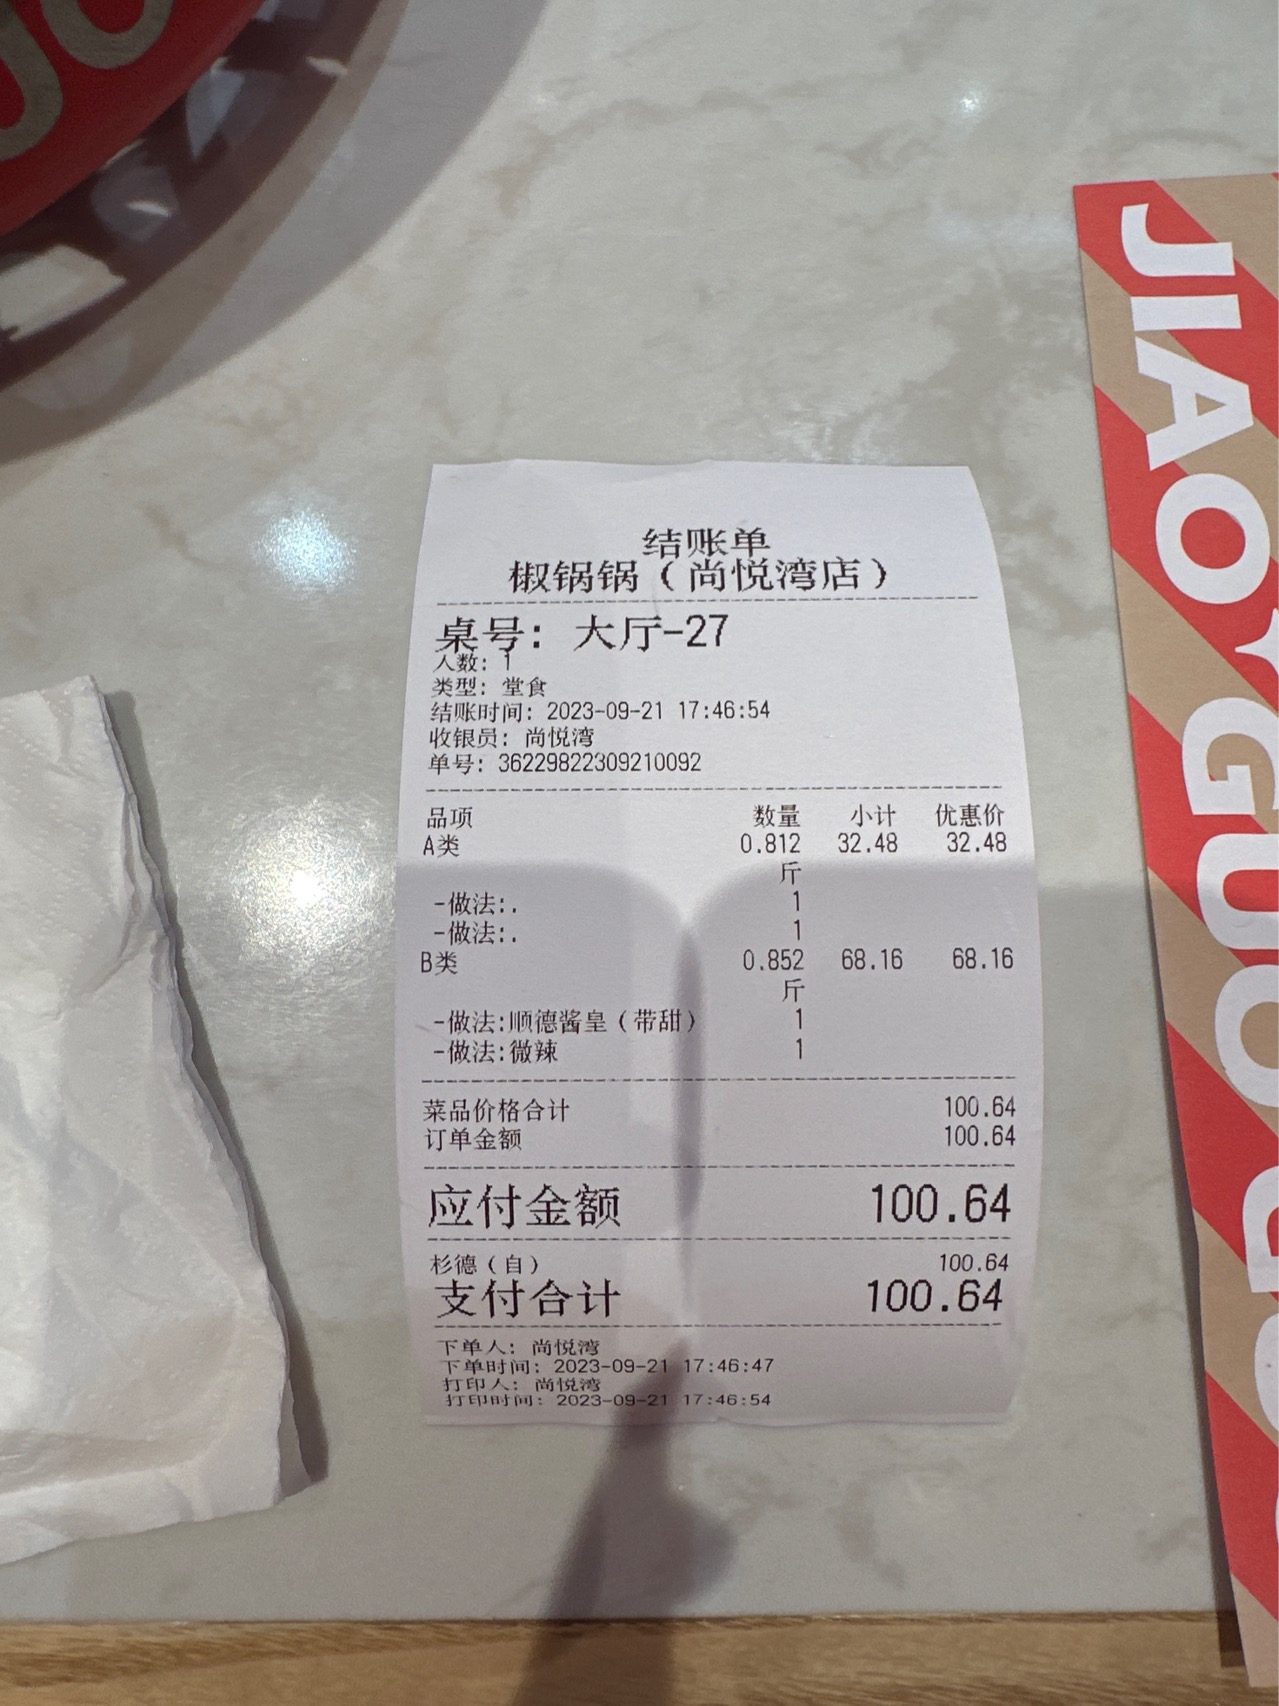 结账单
椒锅锅（尚悦湾店）
桌号： 大厅-27
人数： 1
类型： 堂食
结账时间： 2023-09-21 17:46:54
收银员： 尚悦湾
单号： 36229822309210092
品项 数量 小计 优惠价
A类 0.812 32.48 32.48
斤
-做法:. 1
-做法:. 1
B类 0.852 68.16 68.16
斤
-做法:顺德酱皇（带甜） 1
-做法:微辣 1
菜品价格合计 100.64
订单金额 100.64
应付金额 100.64
杉德（自） 100.64
支付合计 100.64
下单人： 尚悦湾
下单时间： 2023-09-21 17:46:47
打印人： 尚悦湾
打印时间： 2023-09-21 17:46:54
JIAO GUO